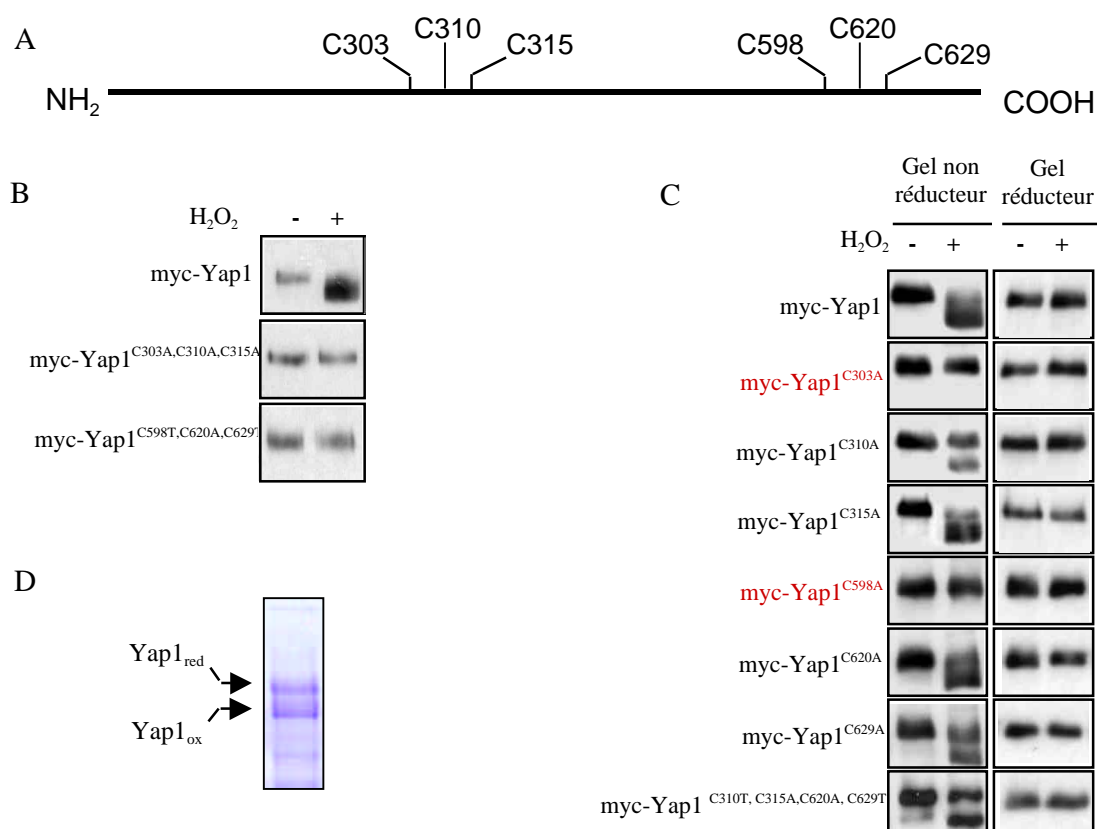 A
C303
C310
C315
C598
C620
C629
NH2
COOH
B
H2O2
- +
myc-Yap1
myc-Yap1C303A,C310A,C315A
myc-Yap1C598T,C620A,C629T
C
Gel non
réducteur
Gel
réducteur
H2O2
- + - +
myc-Yap1
myc-Yap1C303A
myc-Yap1C310A
myc-Yap1C315A
myc-Yap1C598A
myc-Yap1C620A
myc-Yap1C629A
myc-Yap1 C310T, C315A,C620A, C629T
D
Yap1red
Yap1ox